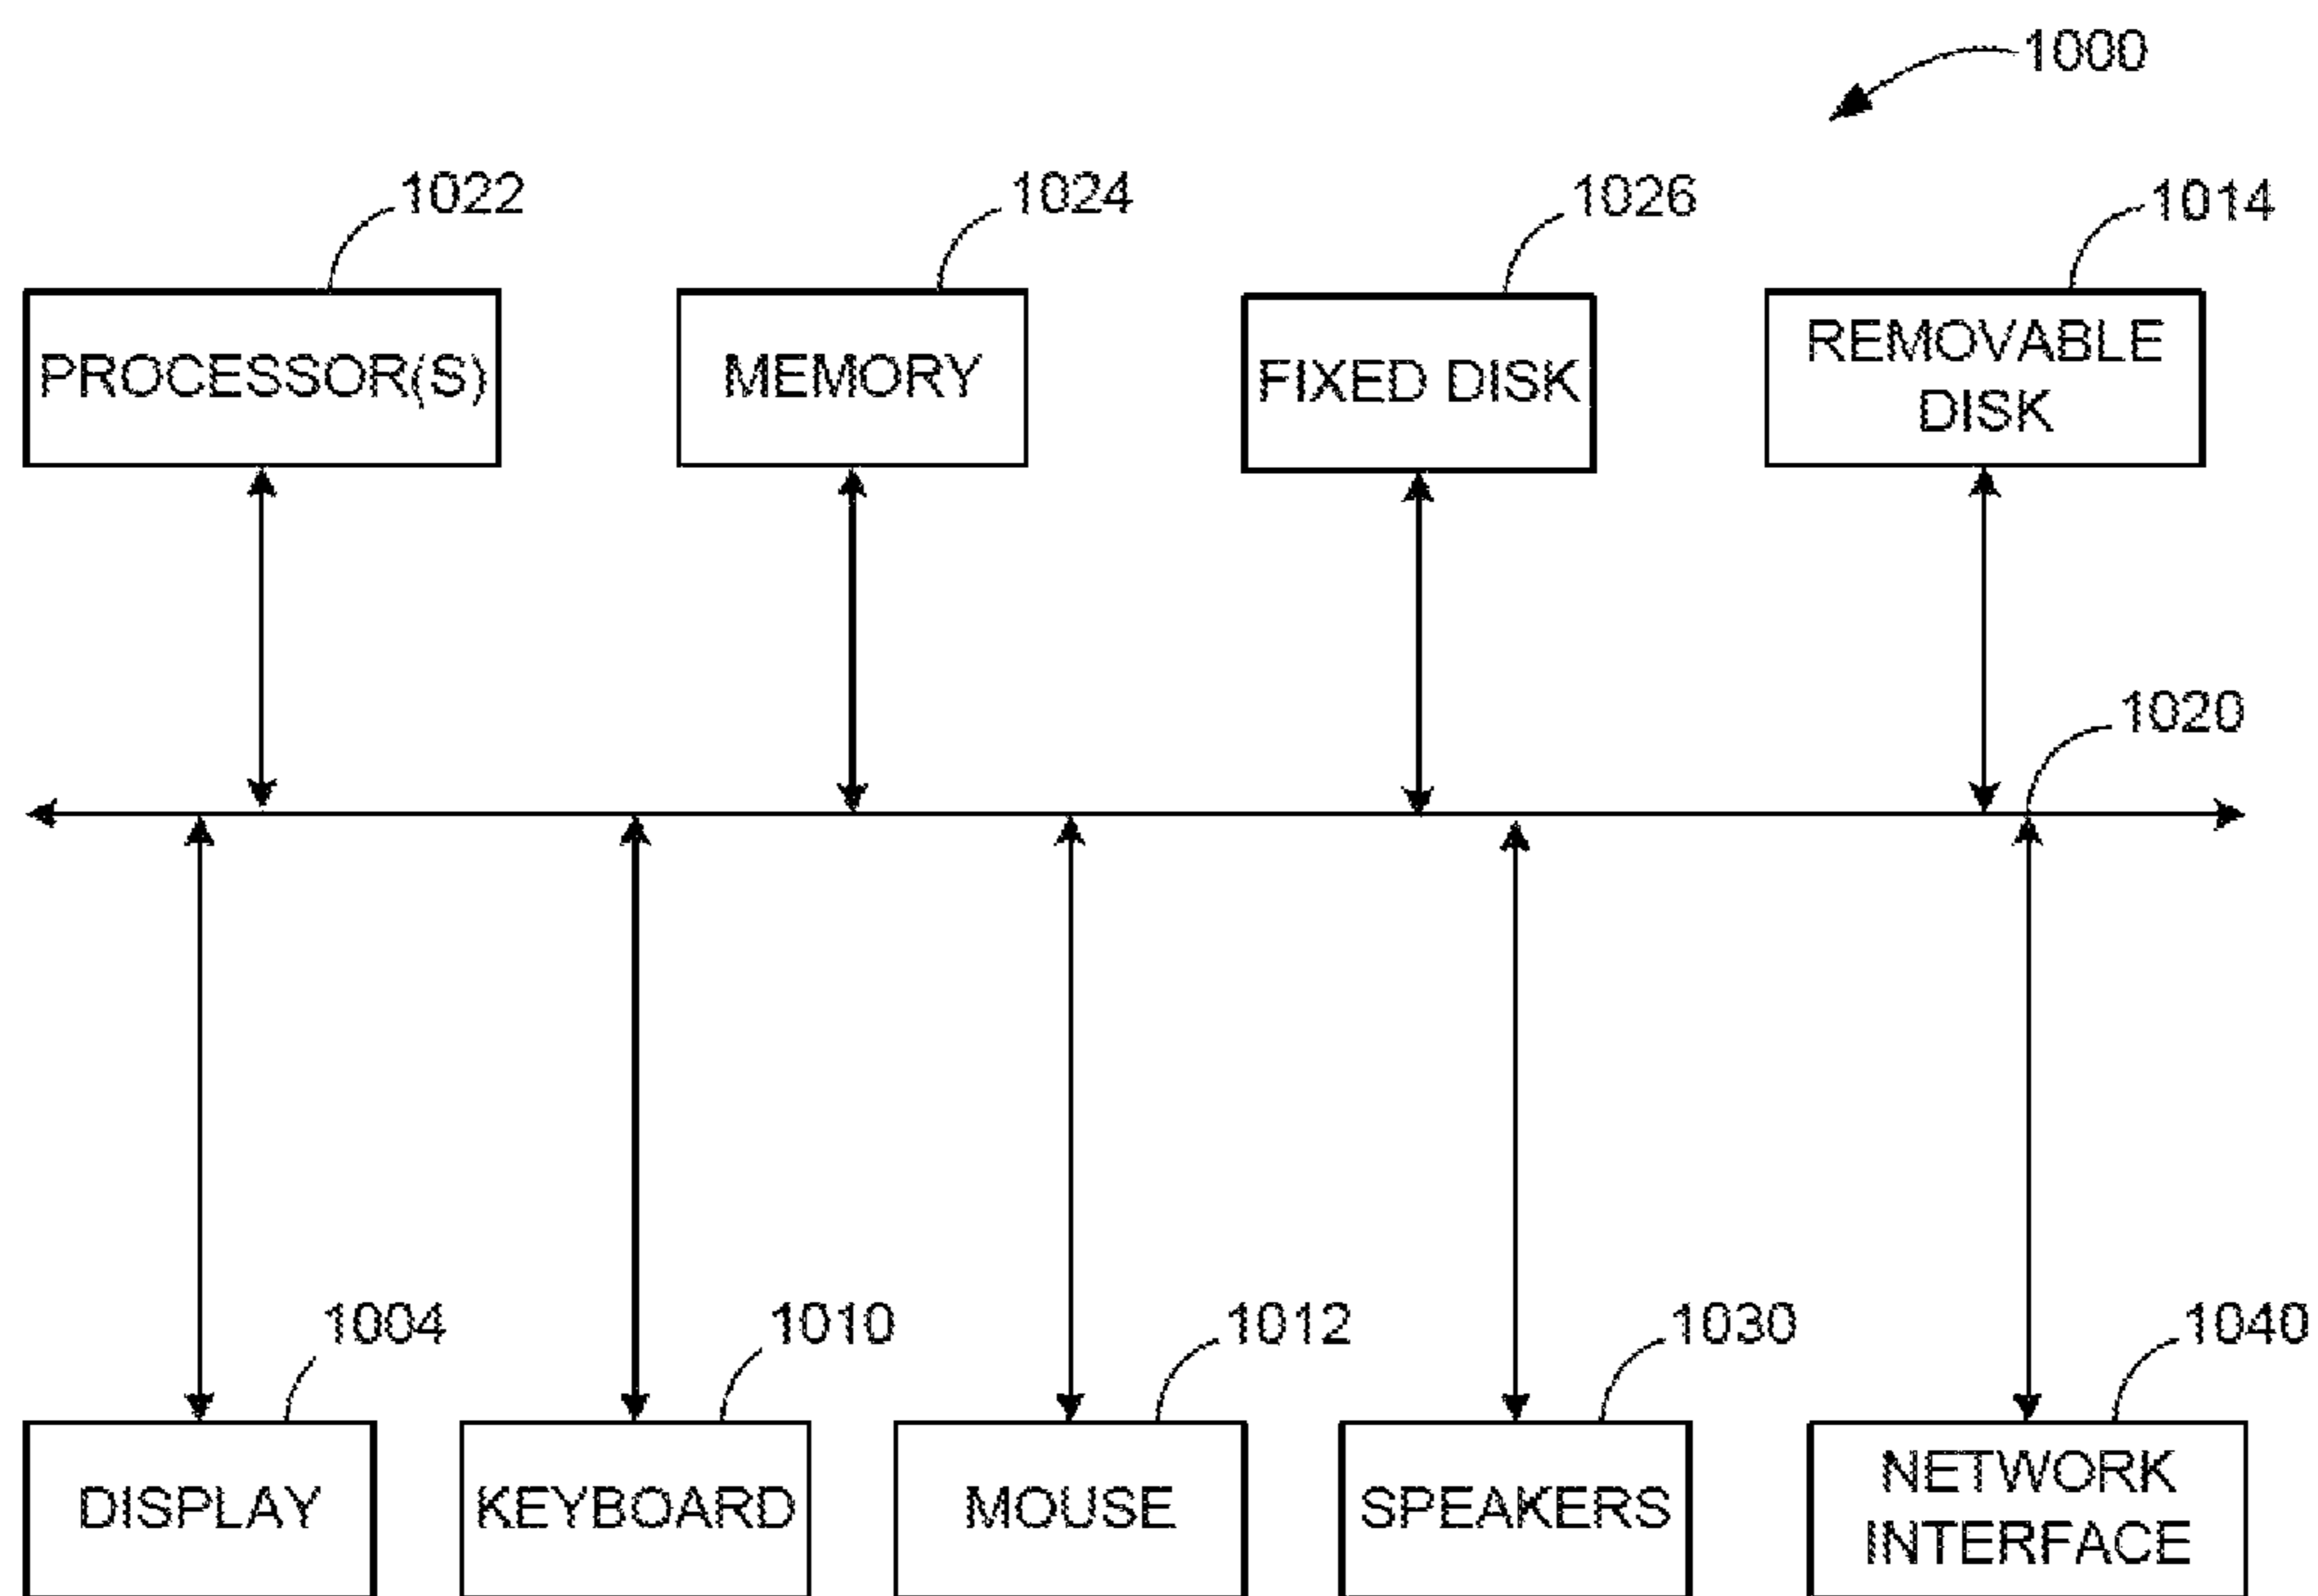 1000
1022
1024
1026
1014
PROCESSOR(S)
MEMORY
FIXED DISK
REMOVABLE
DISK
1020
1004
1010
1012
1030
1040
DISPLAY
KEYBOARD
MOUSE
SPEAKERS
NETWORK
INTERFACE